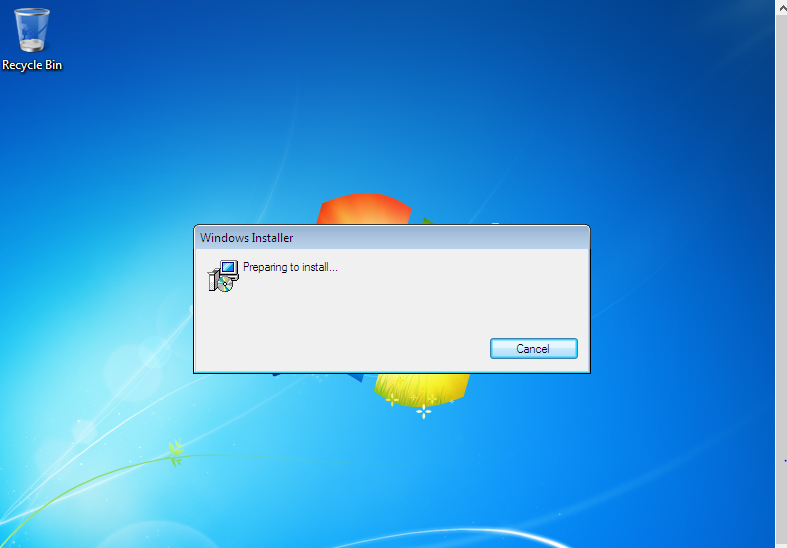 Recycle Bin
Windows Installer
Preparing to install...
Cancel